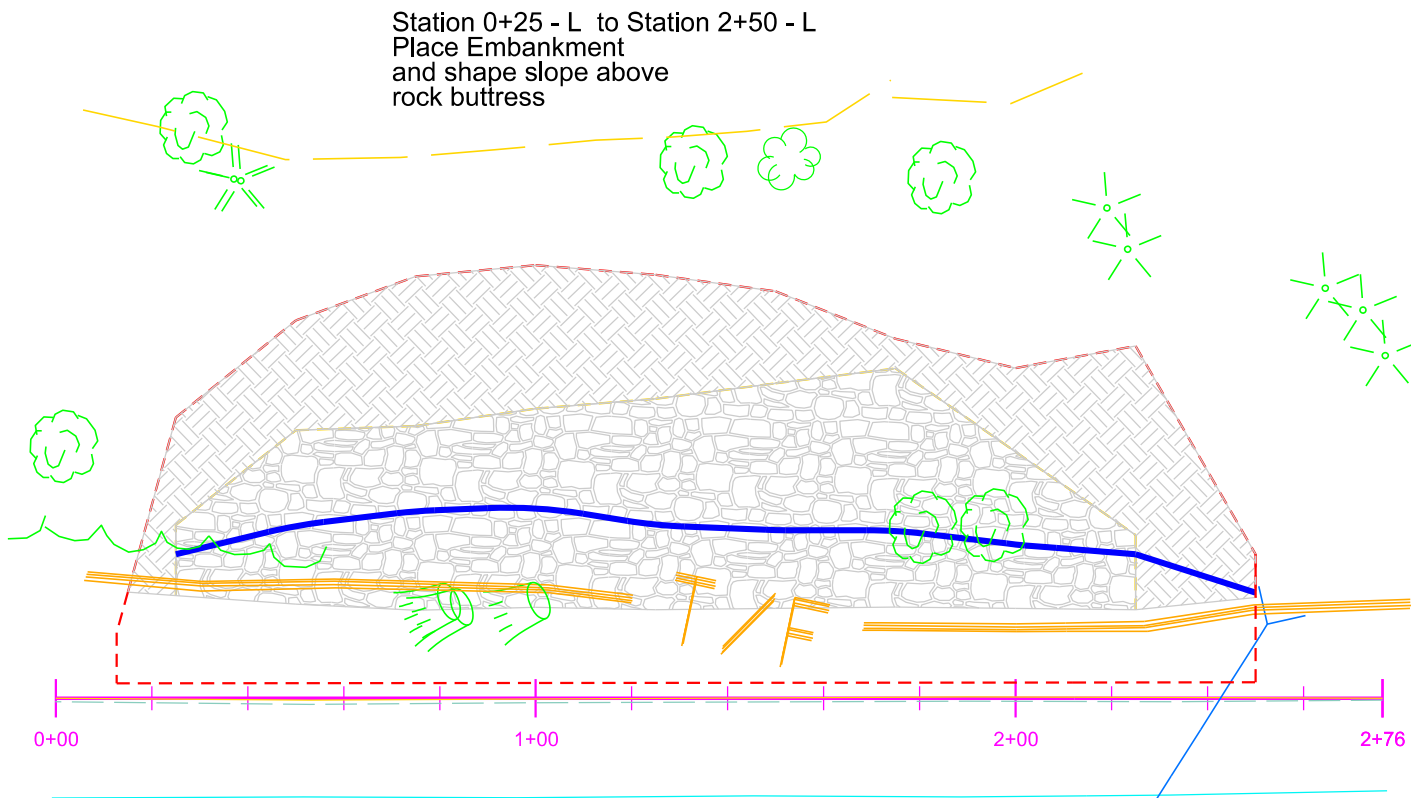 Station 0+25 - L to Station 2+50 - L
Place Embankment
and shape slope above
rock buttress
T/F
0+00
1+00
2+00
2+76